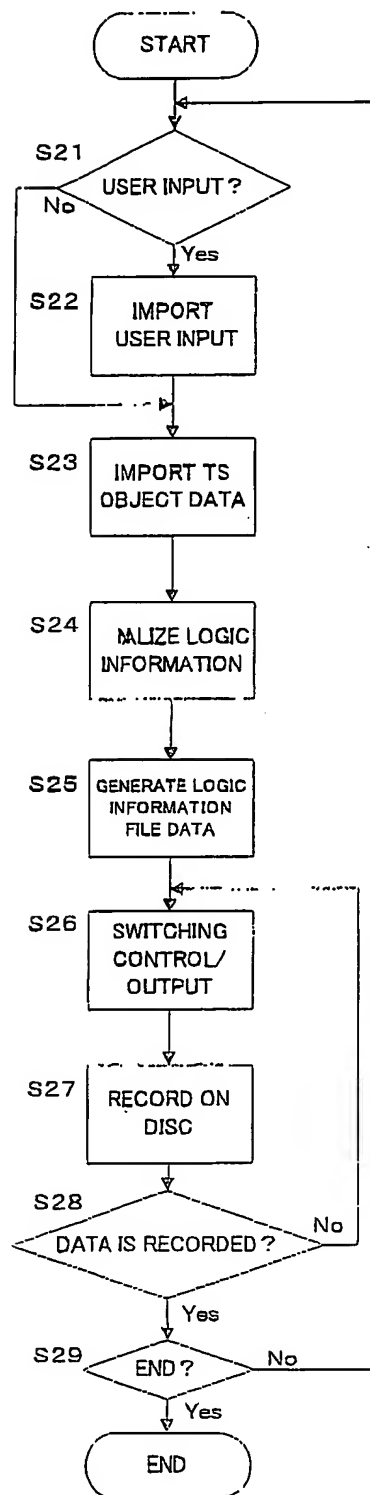 START
S21
USER INPUT?
No
Yes
S22
IMPORT
USER INPUT
S23
IMPORT TS
OBJECT DATA
S24
LOGIC
INFORMATION
S25
GENERATE LOGIC
INFORMATION
FILE DATA
S26
SWITCHING
CONTROL/
OUTPUT
S27
RECORD ON
DISC
S28
DATA IS RECORDED?
No
Yes
S29
END?
No
Yes
END